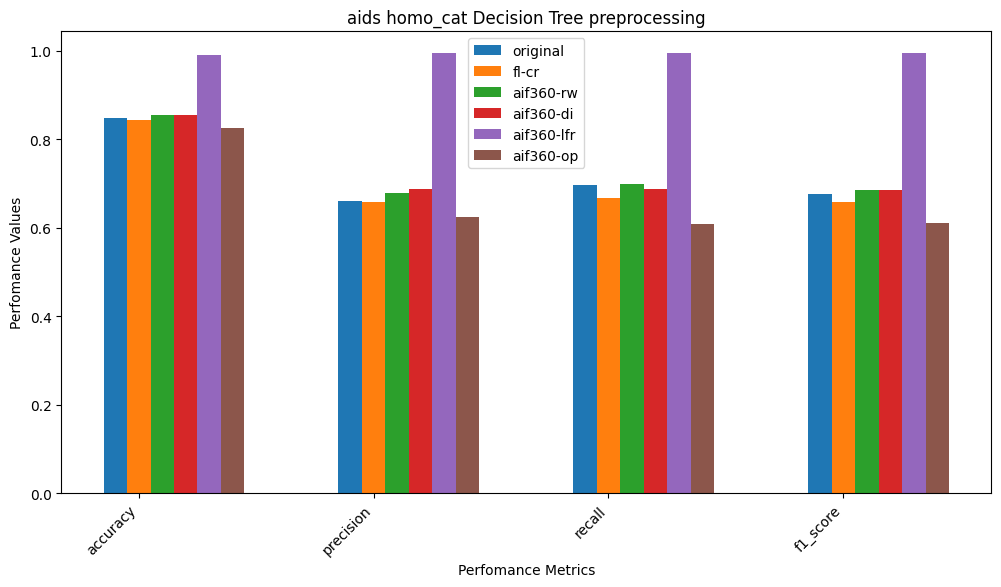 aids homo_cat Decision Tree preprocessing
original
fl-cr
aif360-rw
aif360-di
aif360-lfr
aif360-op
Perfomance Values
1.0
0.8
0.6
0.4
0.2
0.0
accuracy
precision
recall
f1_score
Perfomance Metrics